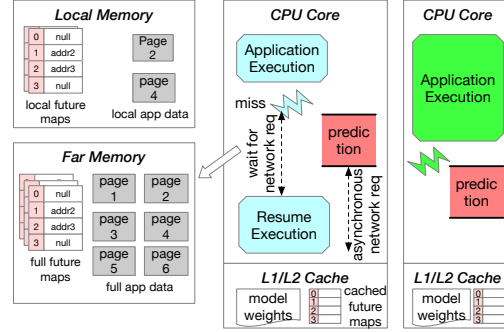 Local Memory
0 null
1 addr2
2 addr3
3 null
local future
maps
Page
2
page
4
local app data
Far Memory
0 null
1 addr2
2 addr3
3 null
full future
maps
page
1
page
2
page
3
page
4
page
5
page
6
full app data
CPU Core
Application
Execution
miss
wait for
network req
predic
tion
asynchronous
network req
Resume
Execution
L1/L2 Cache
model
weights
0
1
2
3
cached
future
maps
CPU Core
Application
Execution
predic
tion
L1/L2 Cache
model
weights
0
1
2
3